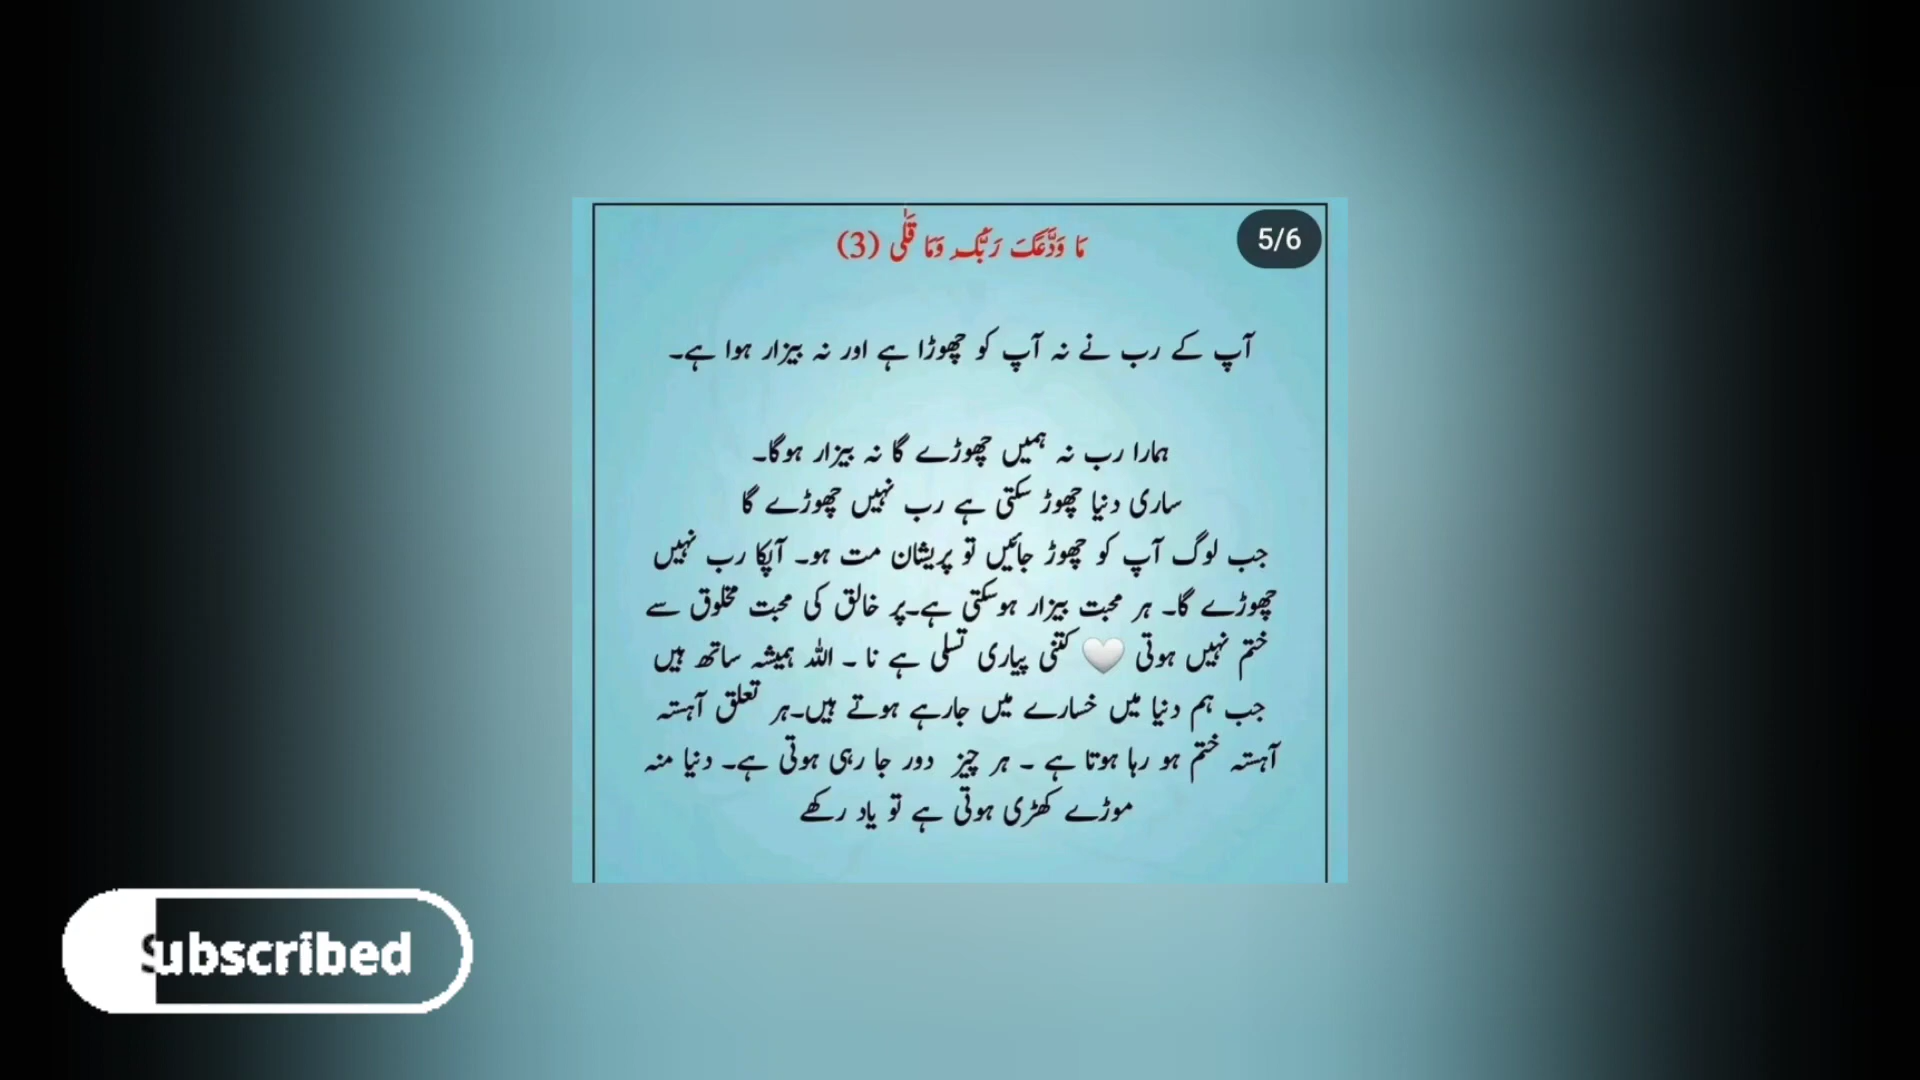 مَا وَدَّعَكَ رَبُّكَ وَمَا قَلٰى (3)
5/6
آپ کے رب نے نہ آپ کو چھوڑا ہے اور نہ بیزار ہوا ہے۔
ہمارا رب نہ ہمیں چھوڑے گا نہ بیزار ہوگا۔
ساری دنیا چھوڑ سکتی ہے رب نہیں چھوڑے گا
جب لوگ آپ کو چھوڑ جائیں تو پریشان مت ہو۔ آپکا رب نہیں
چھوڑے گا۔ ہر محبت بیزار ہوسکتی ہے۔پر خالق کی محبت مخلوق سے
ختم نہیں ہوتی 🤍 کتنی پیاری تسلی ہے نا ۔ اللہ ہمیشہ ساتھ ہیں
جب ہم دنیا میں خسارے میں جارہے ہوتے ہیں۔ہر تعلق آہستہ
آہستہ ختم ہو رہا ہوتا ہے ۔ ہر چیز دور جا رہی ہوتی ہے۔ دنیا منہ
موڑے کھڑی ہوتی ہے تو یاد رکھے
Subscribed